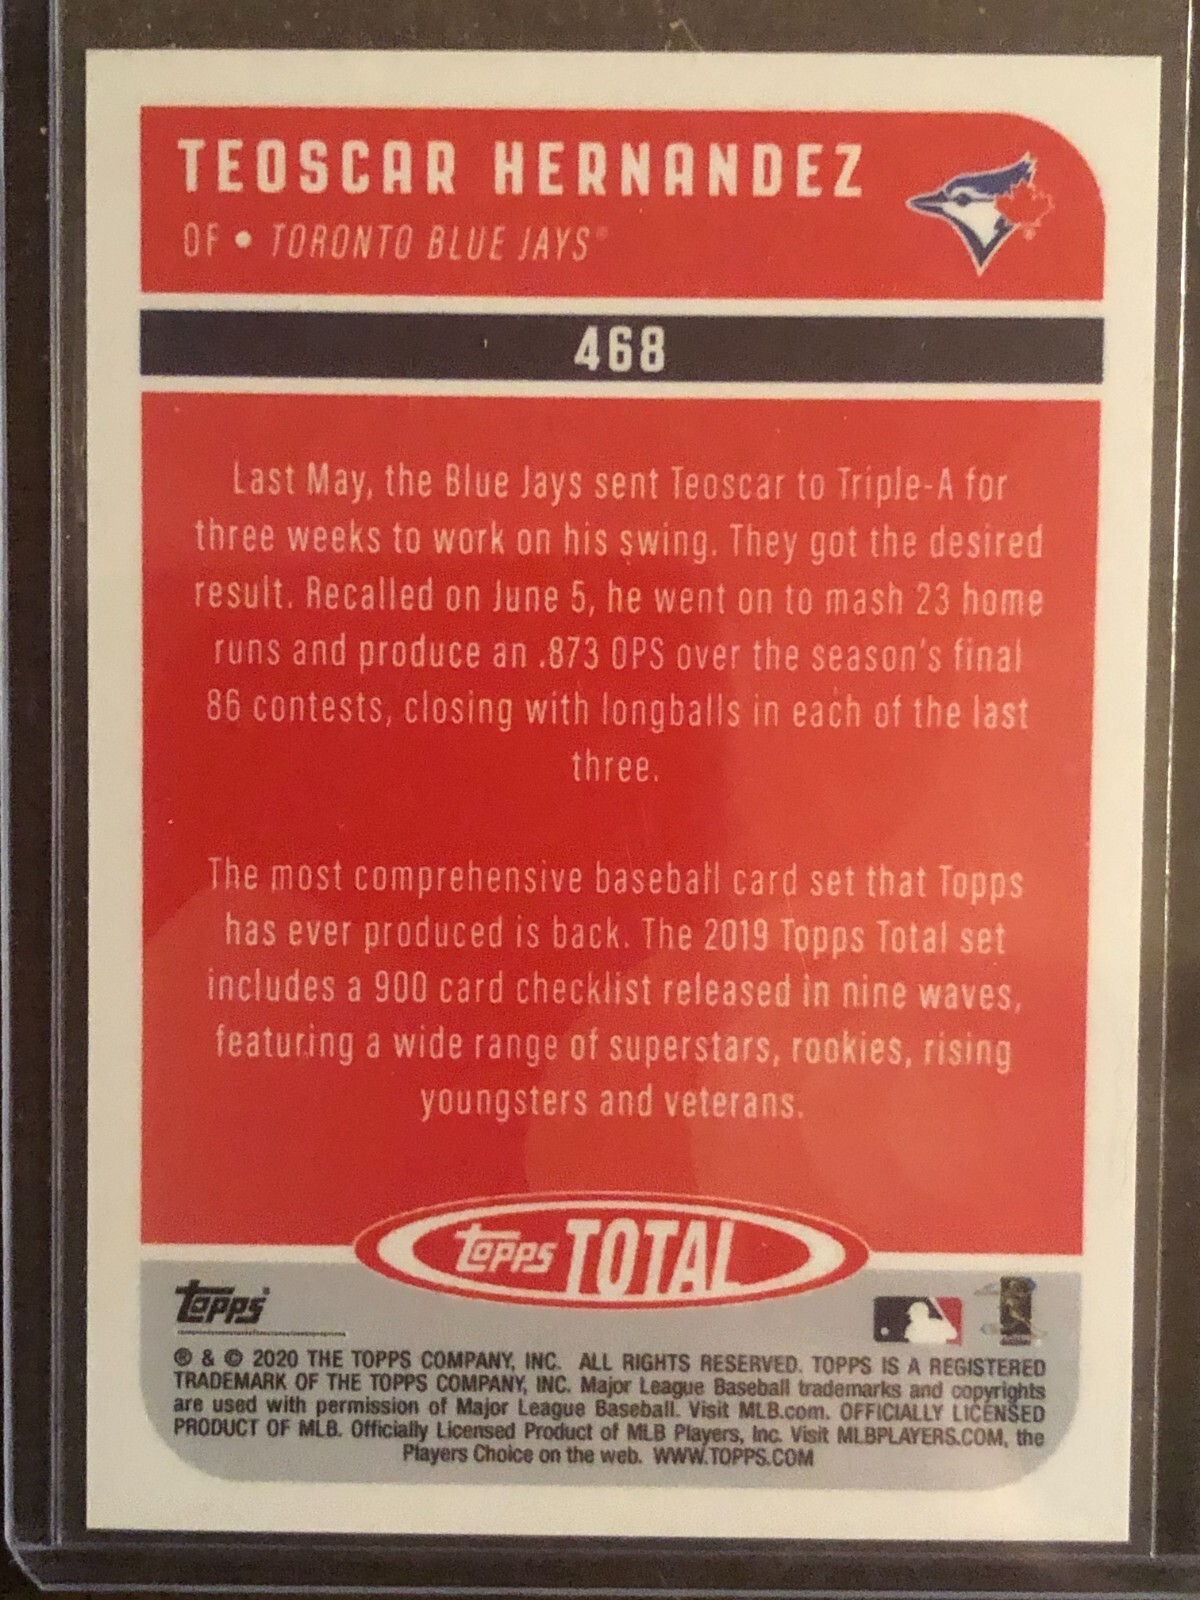 TEOSCAR HERNANDEZ
OF • TORONTO BLUE JAYS®
468
Last May, the Blue Jays sent Teoscar to Triple-A for
three weeks to work on his swing. They got the desired
result. Recalled on June 5, he went on to mash 23 home
runs and produce an .873 OPS over the season's final
86 contests, closing with longballs in each of the last
three.
The most comprehensive baseball card set that Topps
has ever produced is back. The 2019 Topps Total set
includes a 900 card checklist released in nine waves,
featuring a wide range of superstars, rookies, rising
youngsters and veterans.
topps TOTAL
topps®
® & © 2020 THE TOPPS COMPANY, INC. ALL RIGHTS RESERVED. TOPPS IS A REGISTERED
TRADEMARK OF THE TOPPS COMPANY, INC. Major League Baseball trademarks and copyrights
are used with permission of Major League Baseball. Visit MLB.com. OFFICIALLY LICENSED
PRODUCT OF MLB. Officially Licensed Product of MLB Players, Inc. Visit MLBPLAYERS.COM, the
Players Choice on the web. WWW.TOPPS.COM